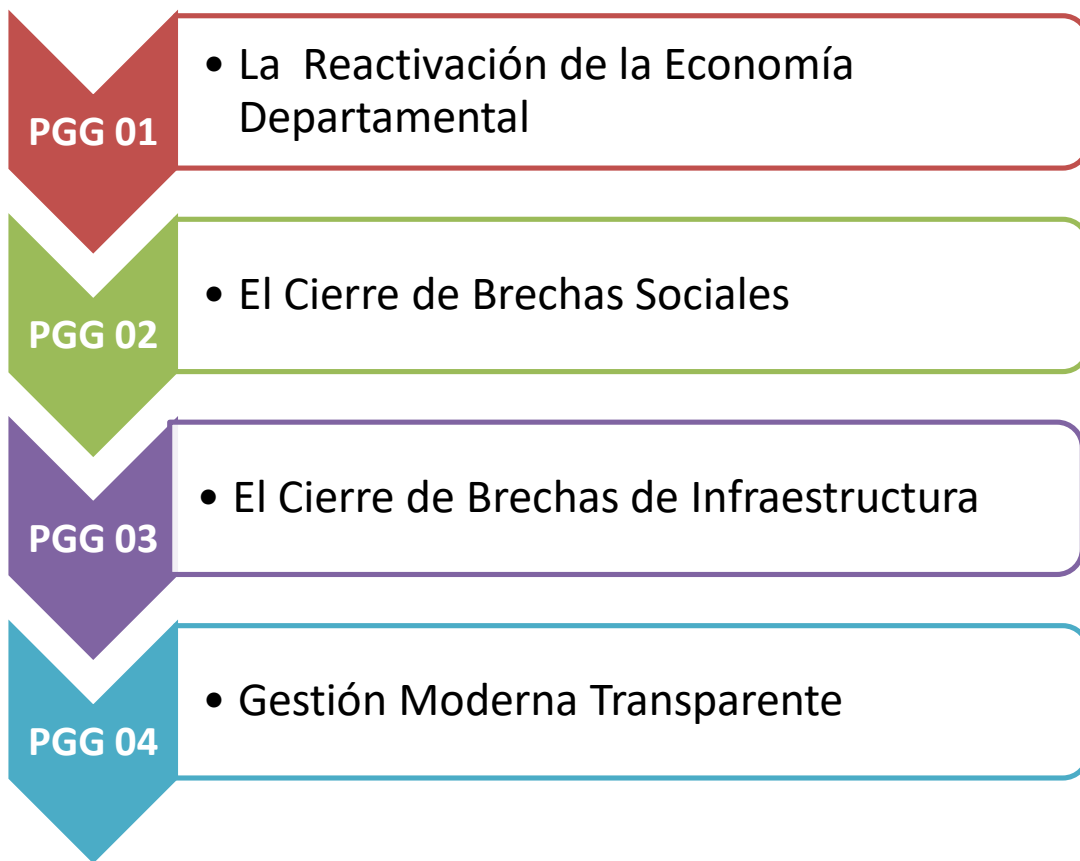 PGG 01
• La  Reactivación de la Economía
Departamental
PGG 02
• El Cierre de Brechas Sociales
PGG 03
• El Cierre de Brechas de Infraestructura
PGG 04
• Gestión Moderna Transparente